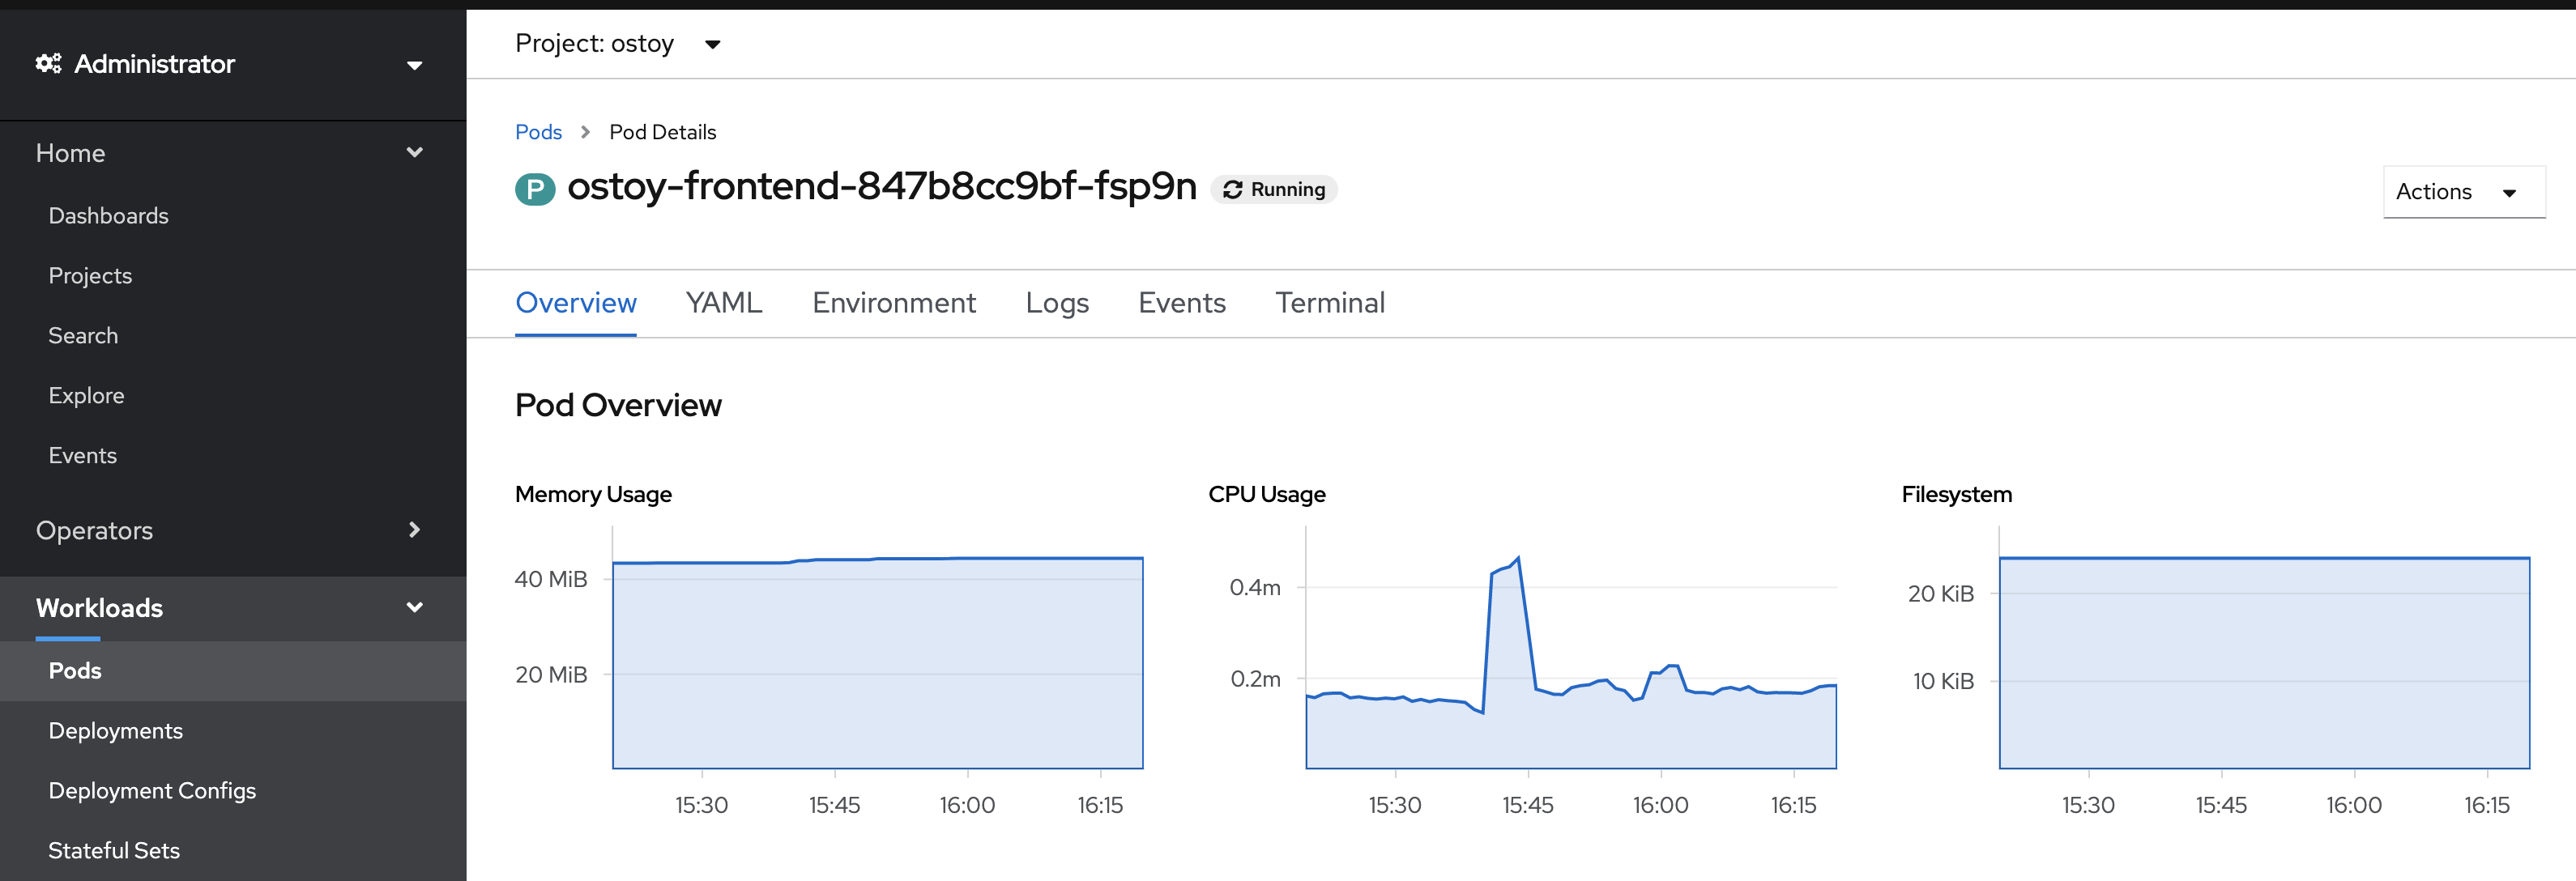 Administrator
Home
Dashboards
Projects
Search
Explore
Events
Operators
Workloads
Pods
Deployments
Deployment Configs
Stateful Sets
Project: ostoy
Pods > Pod Details
P ostoy-frontend-847b8cc9bf-fsp9n Running
Actions
Overview YAML Environment Logs Events Terminal
Pod Overview
Memory Usage
40 MiB
20 MiB
15:30 15:45 16:00 16:15
CPU Usage
0.4m
0.2m
15:30 15:45 16:00 16:15
Filesystem
20 KiB
10 KiB
15:30 15:45 16:00 16:15